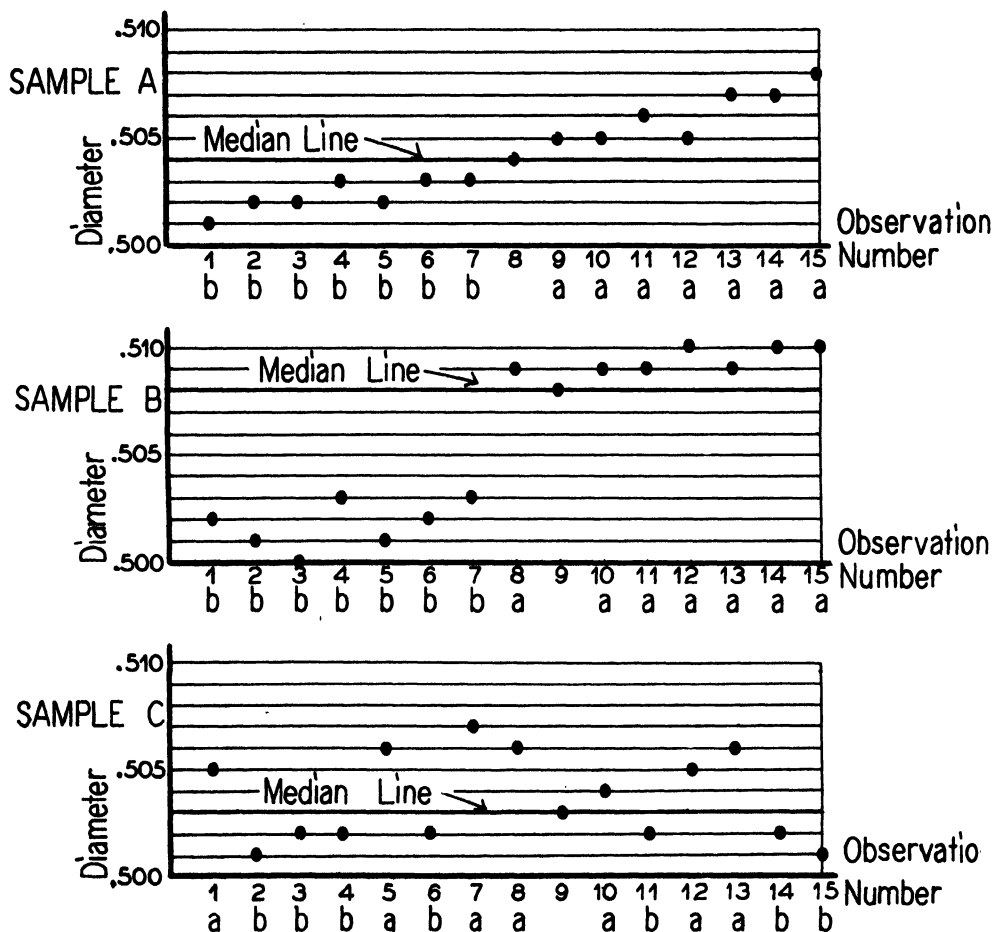 .510
SAMPLE A
Median Line
.505
Diameter
.500
Observation
Number
1 2 3 4 5 6 7 8 9 10 11 12 13 14 15
b b b b b b b a a a a a a a
.510
Median Line
SAMPLE B
.505
Diameter
.500
Observation
Number
1 2 3 4 5 6 7 8 9 10 11 12 13 14 15
b b b b b b b a a a a a a a
.510
SAMPLE C
.505
Median Line
Diameter
.500
Observatio
Number
1 2 3 4 5 6 7 8 9 10 11 12 13 14 15
a b b b a b a a a b a a b b